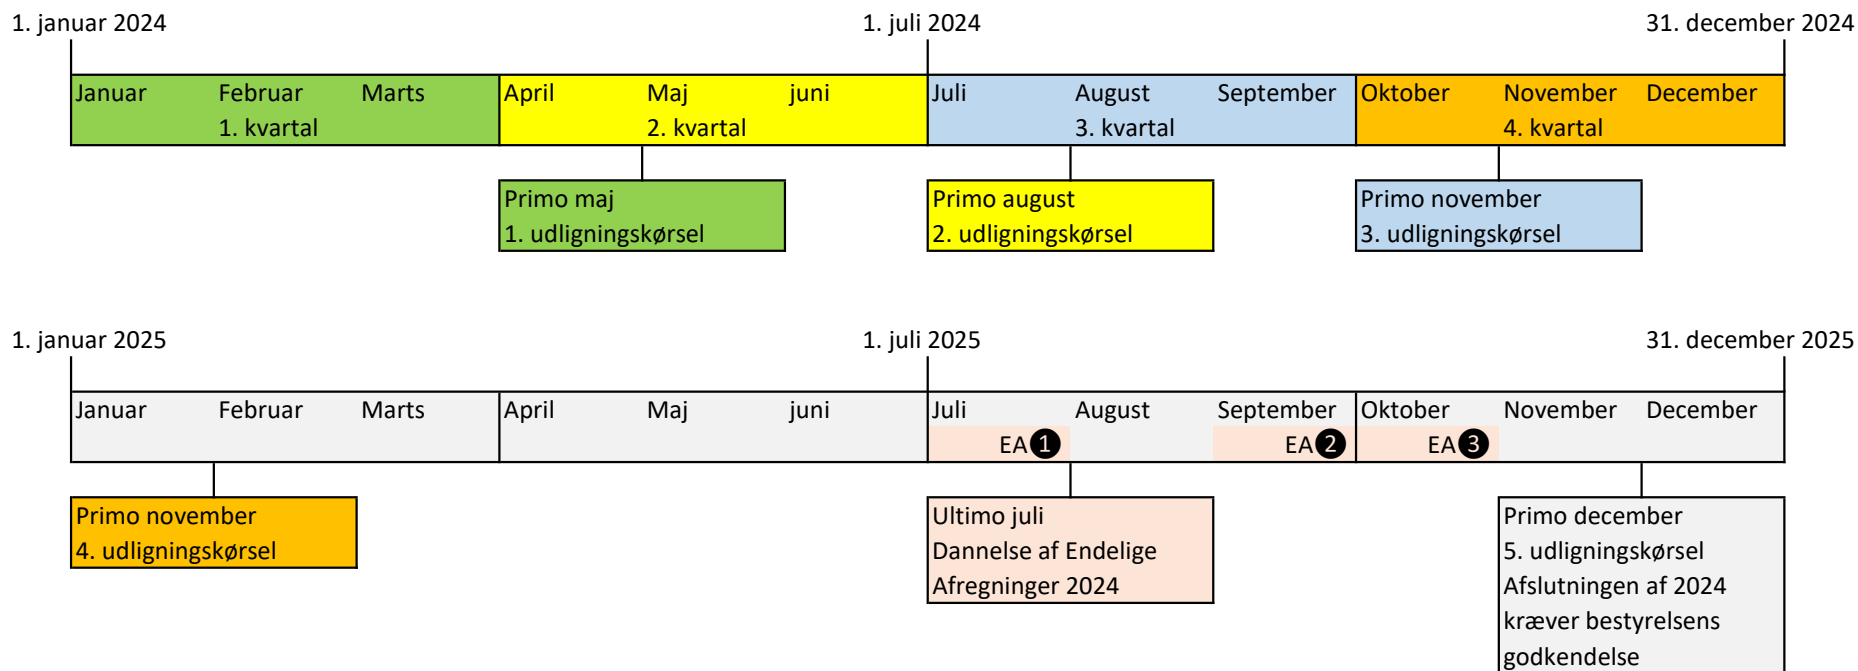 1. januar 2024 1. juli 2024 31. december 2024
Januar Februar Marts April Maj juni Juli August September Oktober November December
1. kvartal 2. kvartal 3. kvartal 4. kvartal
Primo maj Primo august Primo november
1. udligningskørsel 2. udligningskørsel 3. udligningskørsel
1. januar 2025 1. juli 2025 31. december 2025
Januar Februar Marts April Maj juni Juli August September Oktober November December
EA 1 EA 2 EA 3
Primo november
4. udligningskørsel
Ultimo juli
Dannelse af Endelige
Afregninger 2024
Primo december
5. udligningskørsel
Afslutningen af 2024
kræver bestyrelsens
godkendelse